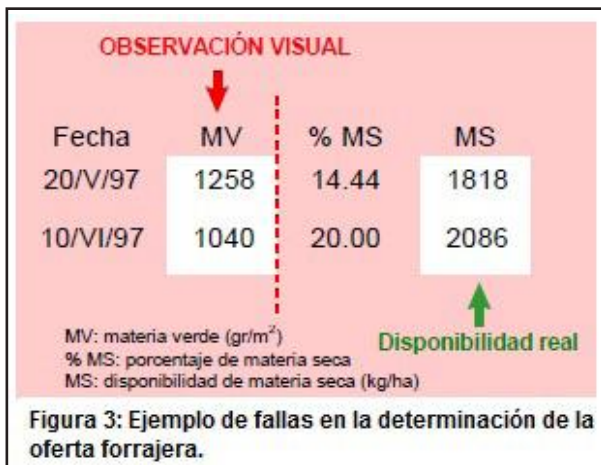 OBSERVACIÓN VISUAL
Fecha MV % MS MS
20/V/97 1258 14.44 1818
10/VI/97 1040 20.00 2086
MV: materia verde (gr/m²)
Disponibilidad real
% MS: porcentaje de materia seca
MS: disponibilidad de materia seca (kg/ha)
Figura 3: Ejemplo de fallas en la determinación de la
oferta forrajera.